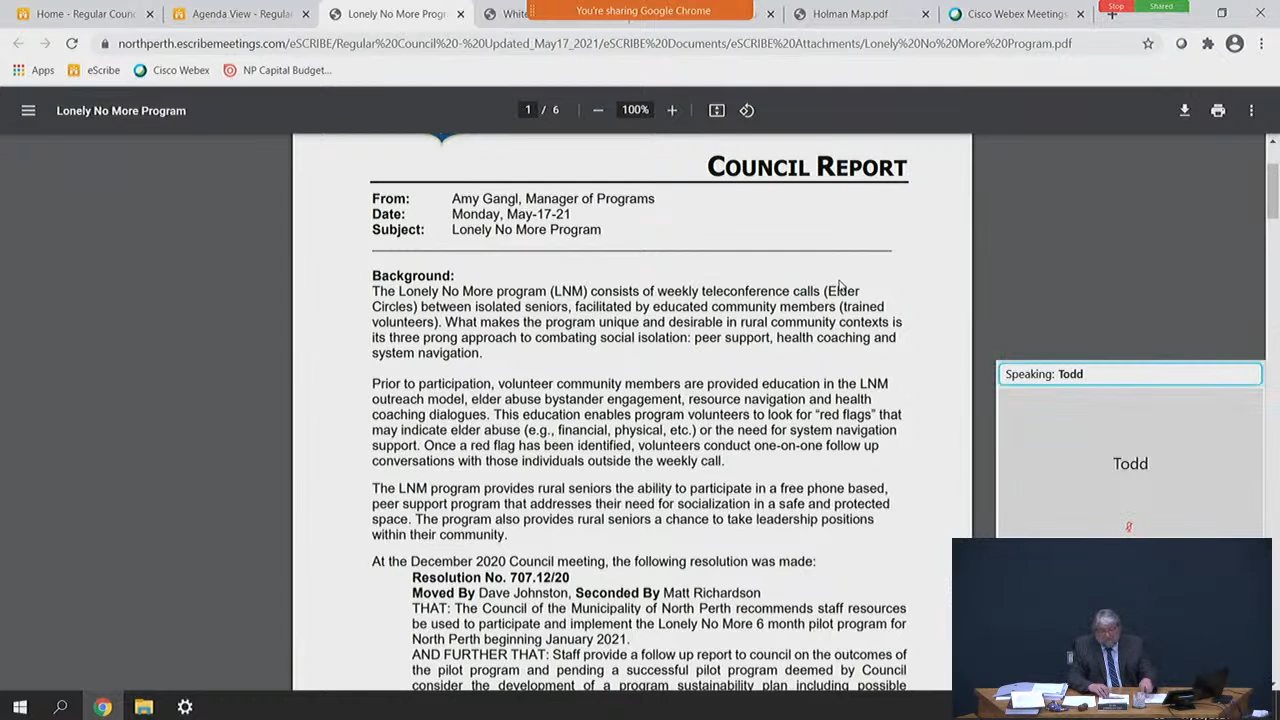 Home - Regular Counc
Agenda View - Regula
Lonely No More Progr
White
You're sharing Google Chrome
Holman Map.pdf
Cisco Webex Meetings
Stop
Shared
northperth.escribemeetings.com/eSCRIBE/Regular%20Council%20-%20Updated_May17_2021/eSCRIBE%20Documents/eSCRIBE%20Attachments/Lonely%20No%20More%20Program.pdf
Apps
eScribe
Cisco Webex
NP Capital Budget...
Lonely No More Program
1 / 6
100%
COUNCIL REPORT
From: Amy Gangl, Manager of Programs
Date: Monday, May-17-21
Subject: Lonely No More Program
Background:
The Lonely No More program (LNM) consists of weekly teleconference calls (Elder
Circles) between isolated seniors, facilitated by educated community members (trained
volunteers). What makes the program unique and desirable in rural community contexts is
its three prong approach to combating social isolation: peer support, health coaching and
system navigation.
Prior to participation, volunteer community members are provided education in the LNM
outreach model, elder abuse bystander engagement, resource navigation and health
coaching dialogues. This education enables program volunteers to look for “red flags” that
may indicate elder abuse (e.g., financial, physical, etc.) or the need for system navigation
support. Once a red flag has been identified, volunteers conduct one-on-one follow up
conversations with those individuals outside the weekly call.
The LNM program provides rural seniors the ability to participate in a free phone based,
peer support program that addresses their need for socialization in a safe and protected
space. The program also provides rural seniors a chance to take leadership positions
within their community.
At the December 2020 Council meeting, the following resolution was made:
Resolution No. 707.12/20
Moved By Dave Johnston, Seconded By Matt Richardson
THAT: The Council of the Municipality of North Perth recommends staff resources
be used to participate and implement the Lonely No More 6 month pilot program for
North Perth beginning January 2021.
AND FURTHER THAT: Staff provide a follow up report to council on the outcomes of
the pilot program and pending a successful pilot program deemed by Council
consider the development of a program sustainability plan including possible
Speaking: Todd
Todd